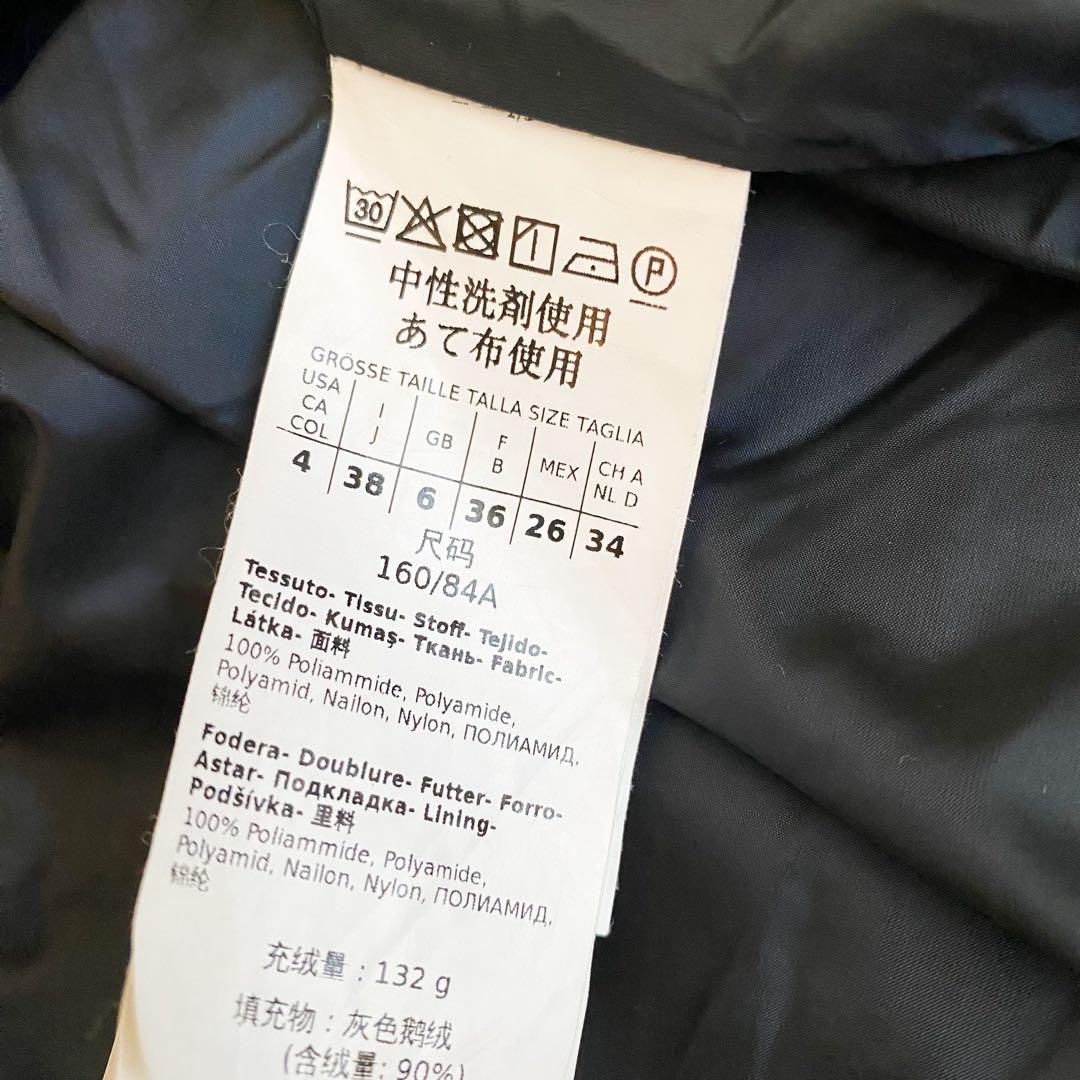 30
P
中性洗剤使用
あて布使用
GRÖSSE TAILLE TALLA SIZE TAGLIA
USA CA COL | I J | GB | F B | MEX | CH A NL D
4 | 38 | 6 | 36 | 26 | 34
尺码
160/84A
Tessuto- Tissu- Stoff- Tejido-
Tecido- Kumaş- Ткань- Fabric-
Látka- 面料
100% Poliammide, Polyamide,
Polyamid, Nailon, Nylon, ПОЛИАМИД,
锦纶
Fodera- Doublure- Futter- Forro-
Astar- Подкладка- Lining-
Podšívka- 里料
100% Poliammide, Polyamide,
Polyamid, Nailon, Nylon, ПОЛИАМИД,
锦纶
充绒量：132 g
填充物：灰色鹅绒
(含绒量: 90%)